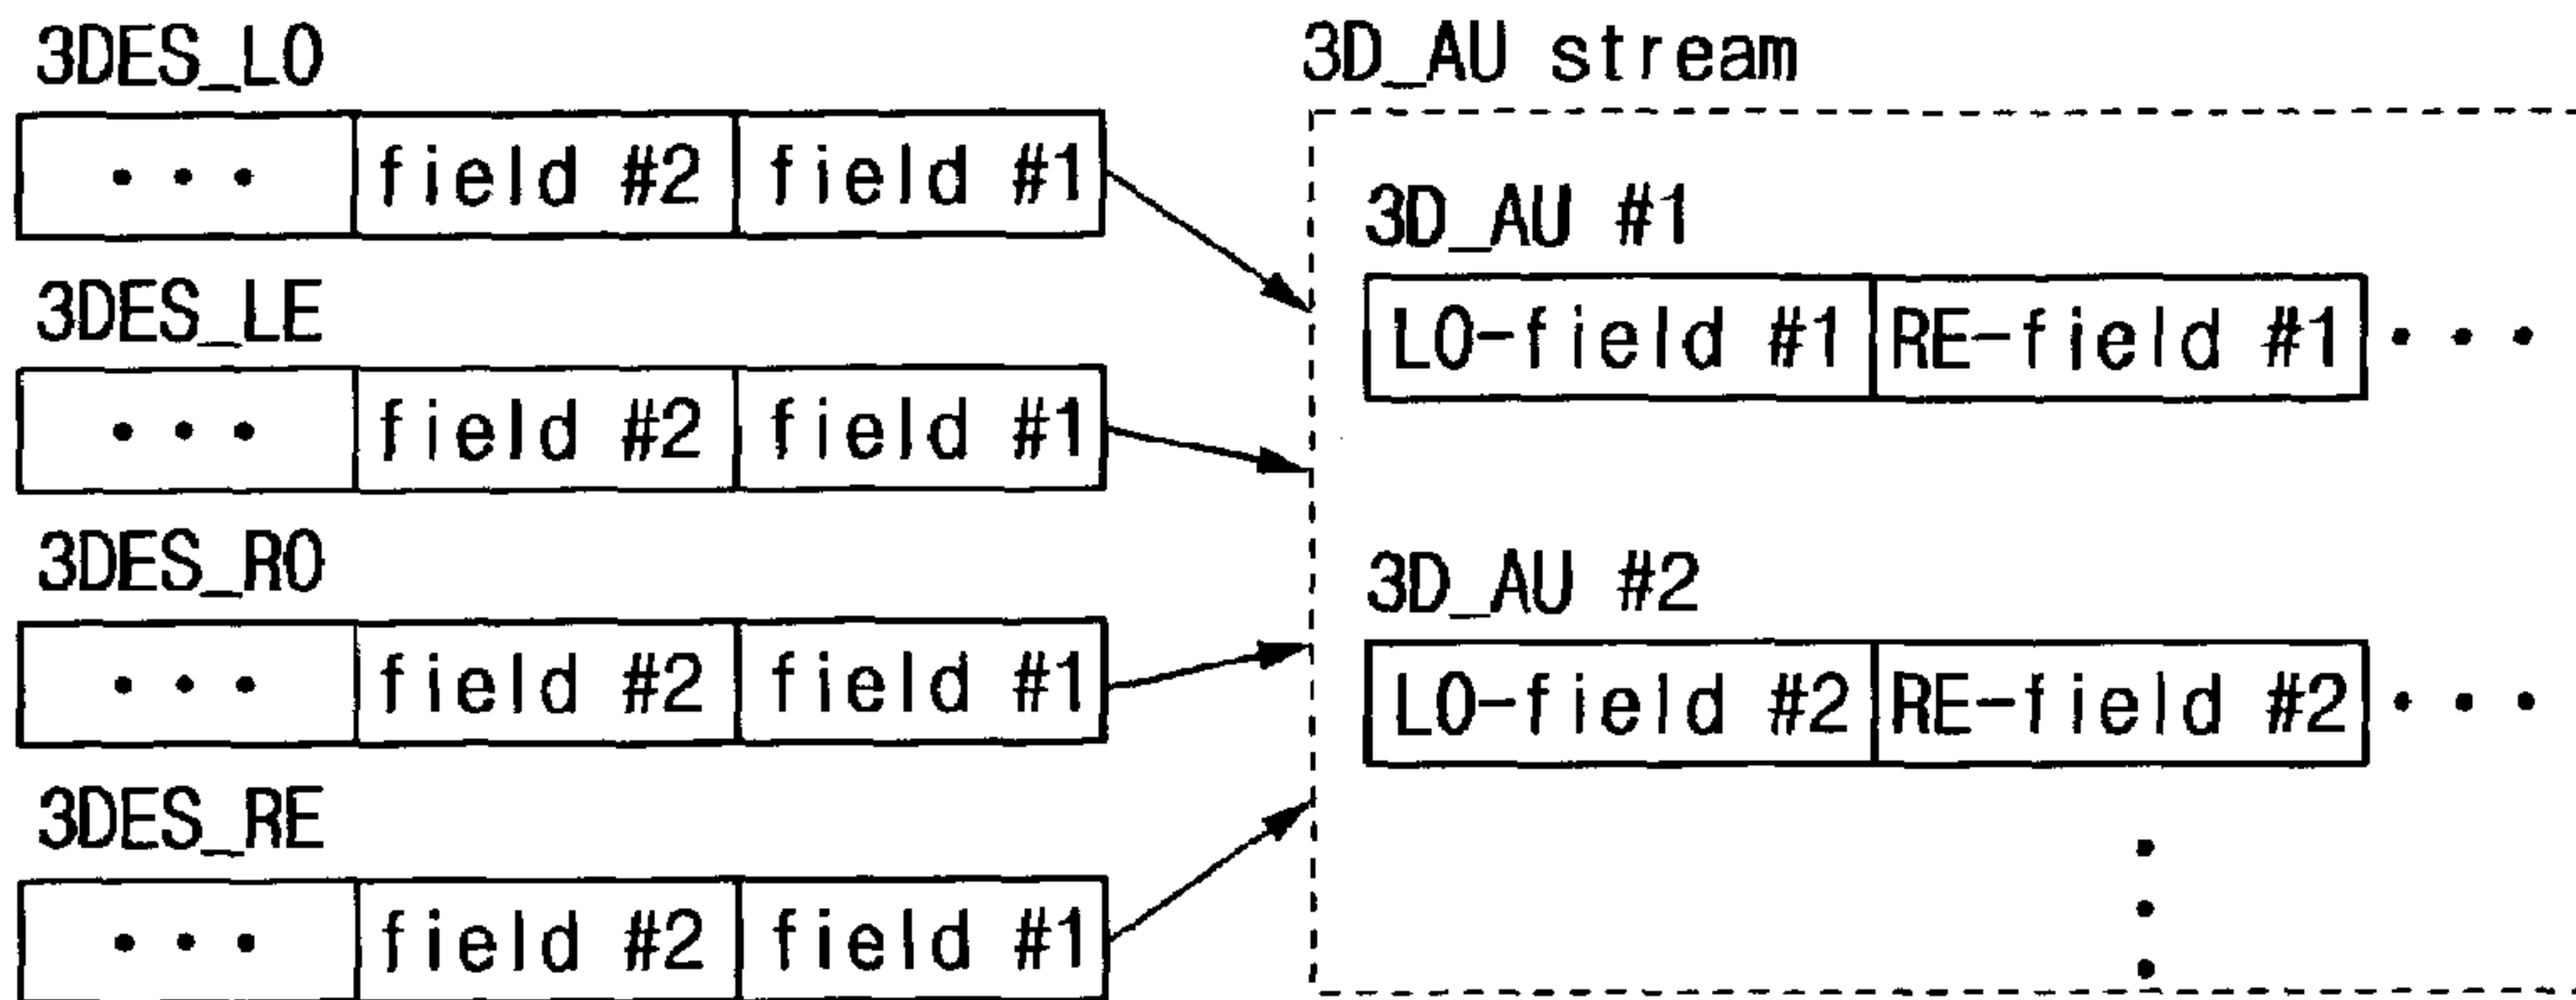 3DES_LO
• • • field #2 field #1
3DES_LE
• • • field #2 field #1
3DES_RO
• • • field #2 field #1
3DES_RE
• • • field #2 field #1
3D_AU stream
3D_AU #1
LO-field #1 RE-field #1 • • •
3D_AU #2
LO-field #2 RE-field #2 • • •